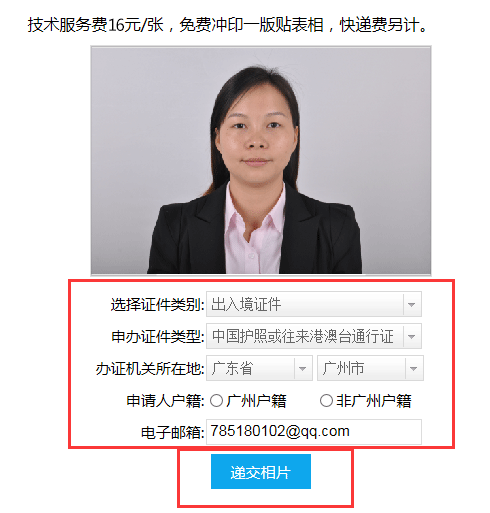 技术服务费16元/张，免费冲印一版贴表相，快递费另计。
选择证件类别: 出入境证件
申办证件类型: 中国护照或往来港澳台通行证
办证机关所在地: 广东省 广州市
申请人户籍: 广州户籍 非广州户籍
电子邮箱: 785180102@qq.com
递交相片